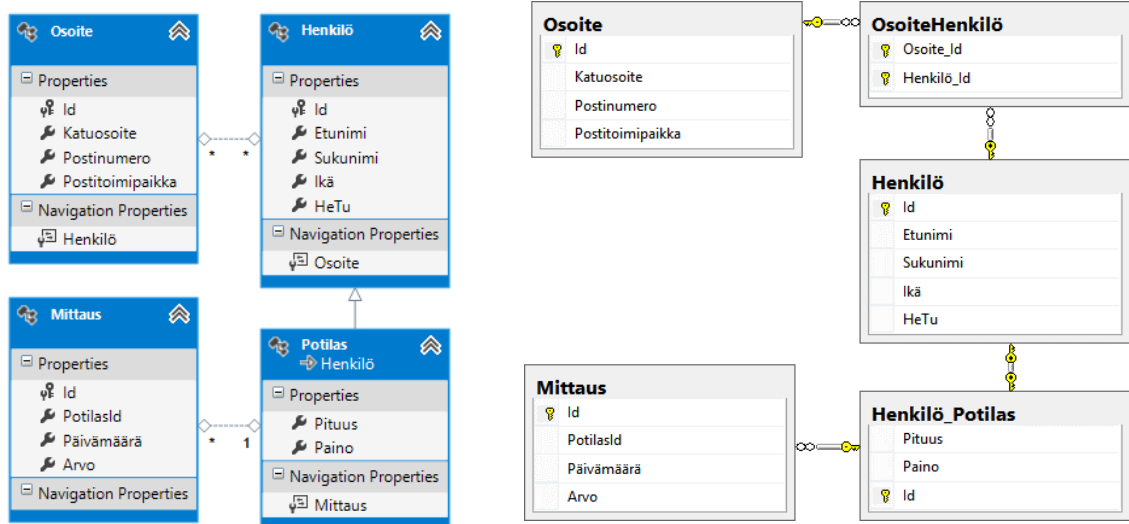 Osoite
Properties
Id
Katuosoite
Postinumero
Postitoimipaikka
Navigation Properties
Henkilö
* *
Henkilö
Properties
Id
Etunimi
Sukunimi
Ikä
HeTu
Navigation Properties
Osoite
Mittaus
Properties
Id
PotilasId
Päivämäärä
Arvo
Navigation Properties
* 1
Potilas
Henkilö
Properties
Pituus
Paino
Navigation Properties
Mittaus
Osoite
Id
Katuosoite
Postinumero
Postitoimipaikka
OsoiteHenkilö
Osoite_Id
Henkilö_Id
Henkilö
Id
Etunimi
Sukunimi
Ikä
HeTu
Mittaus
Id
PotilasId
Päivämäärä
Arvo
Henkilö_Potilas
Pituus
Paino
Id